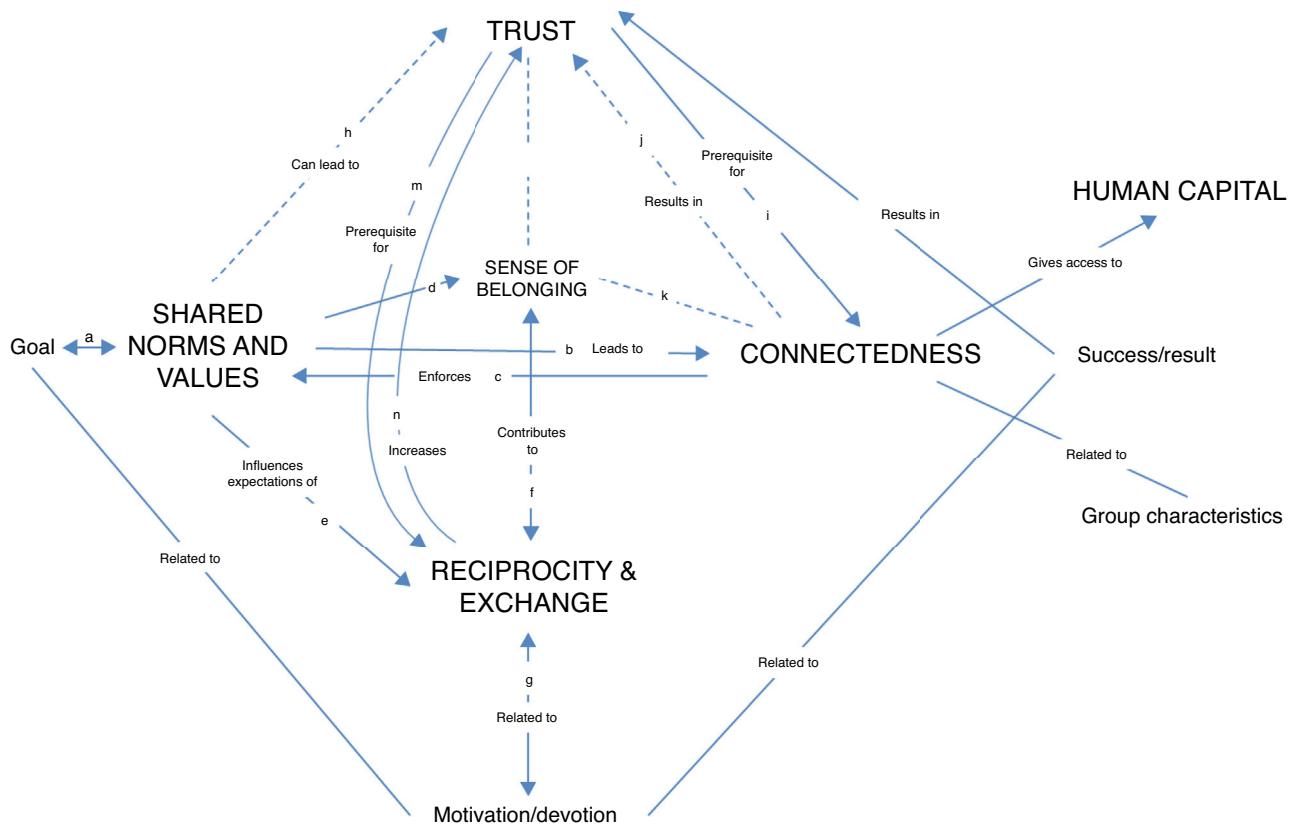 TRUST
h
Can lead to
j
Prerequisite
for
m
HUMAN CAPITAL
Results in
i
Results in
Prerequisite
for
Gives access to
SENSE OF
BELONGING
d
k
SHARED
NORMS AND
VALUES
Goal
a
b
Leads to
CONNECTEDNESS
Success/result
Enforces
c
n
Increases
Contributes
to
Related to
Influences
expectations of
f
e
Group characteristics
Related to
RECIPROCITY &
EXCHANGE
Related to
g
Related to
Motivation/devotion